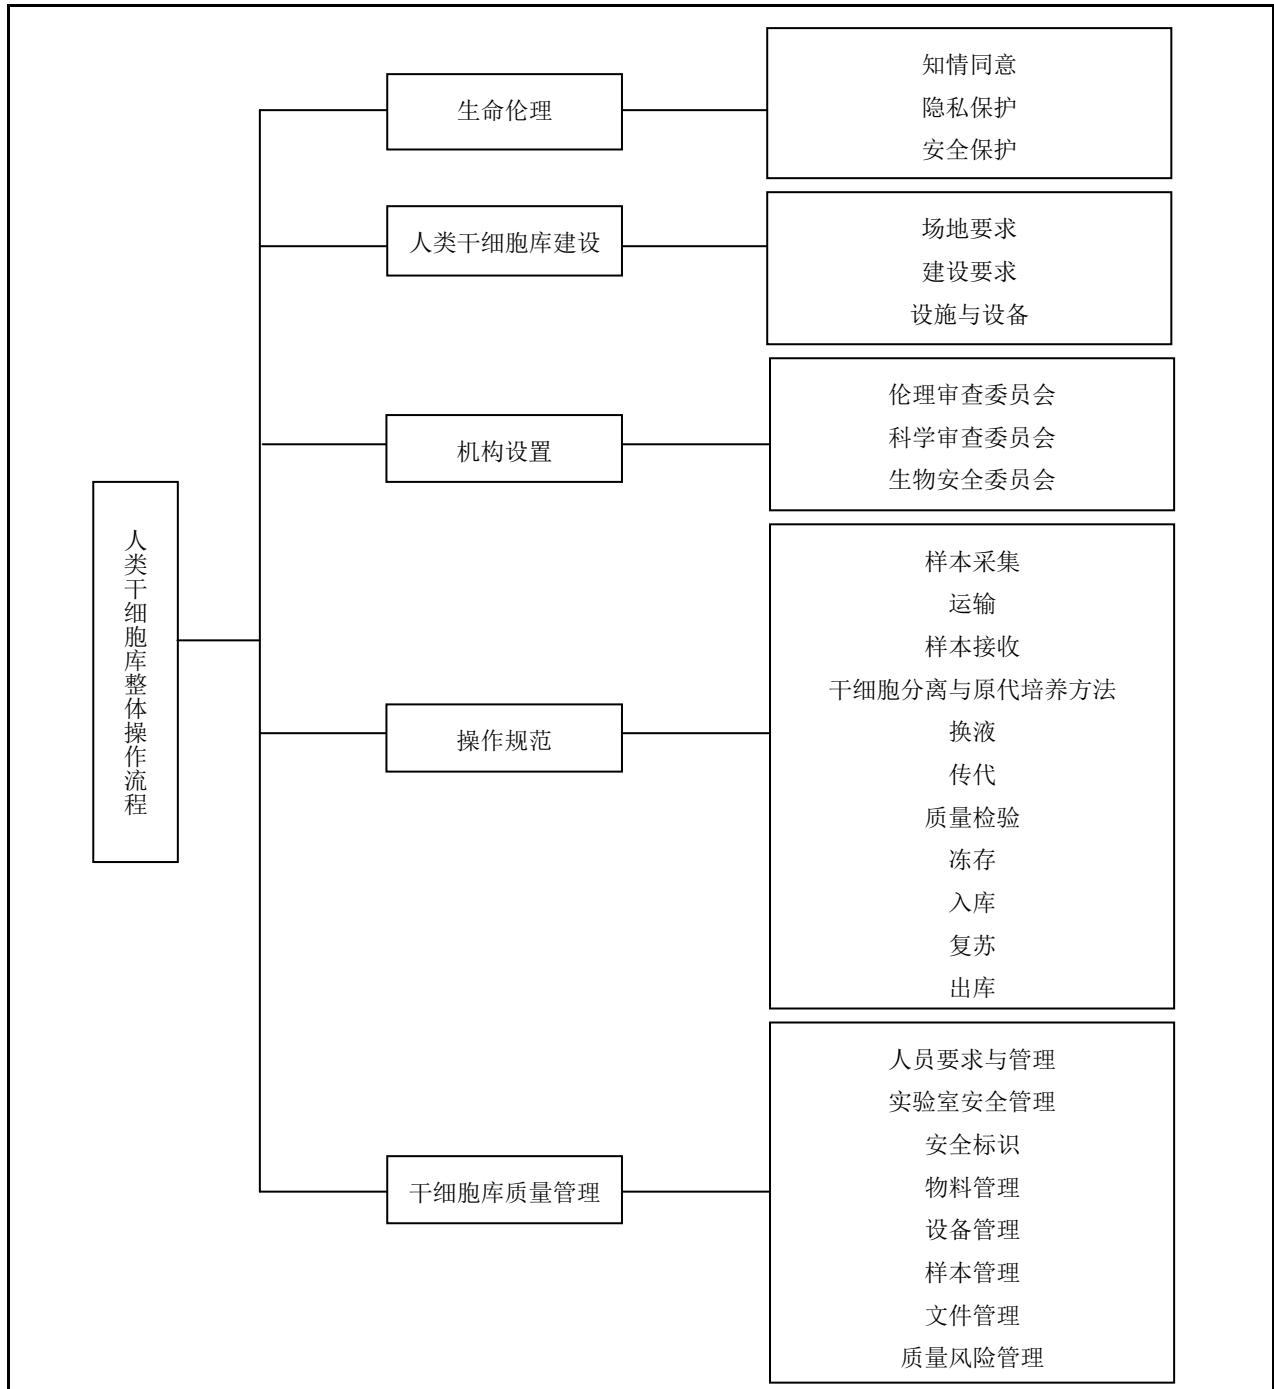 人类干细胞库整体操作流程
生命伦理
知情同意
隐私保护
安全保护
人类干细胞库建设
场地要求
建设要求
设施与设备
机构设置
伦理审查委员会
科学审查委员会
生物安全委员会
操作规范
样本采集
运输
样本接收
干细胞分离与原代培养方法
换液
传代
质量检验
冻存
入库
复苏
出库
干细胞库质量管理
人员要求与管理
实验室安全管理
安全标识
物料管理
设备管理
样本管理
文件管理
质量风险管理